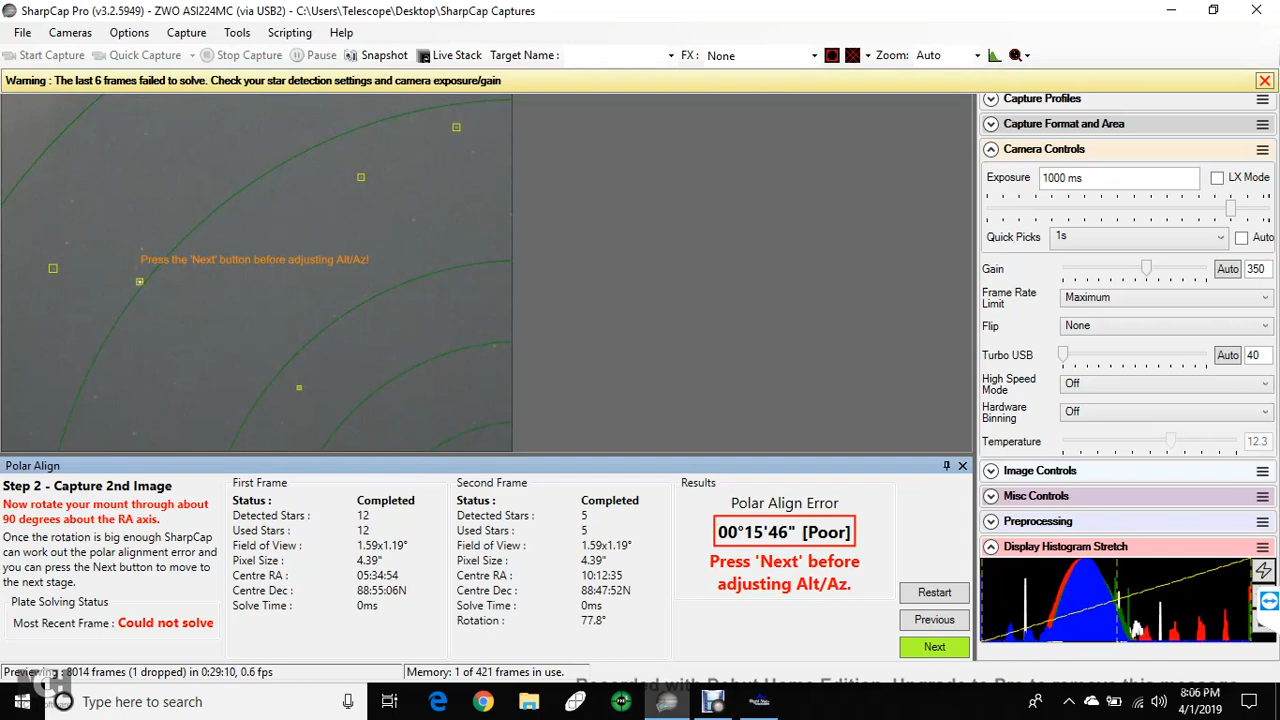 SharpCap Pro (v3.2.5949) - ZWO ASI224MC (via USB2) - C:\Users\Telescope\Desktop\SharpCap Captures
File Cameras Options Capture Tools Scripting Help
Start Capture Quick Capture Stop Capture Pause Snapshot Live Stack Target Name : FX: None Zoom: Auto
Warning : The last 6 frames failed to solve. Check your star detection settings and camera exposure/gain
Press the 'Next' button before adjusting Alt/Az!
Capture Profiles
Capture Format and Area
Camera Controls
Exposure 1000 ms LX Mode
Quick Picks 1s Auto
Gain Auto 350
Frame Rate Limit Maximum
Flip None
Turbo USB Auto 40
High Speed Mode Off
Hardware Binning Off
Temperature 12.3
Image Controls
Misc Controls
Preprocessing
Display Histogram Stretch
Polar Align
Step 2 - Capture 2nd Image
Now rotate your mount through about
90 degrees about the RA axis.
Once the rotation is big enough SharpCap
can work out the polar alignment error and
you can press the Next button to move to
the next stage.
Plate Solving Status
Most Recent Frame : Could not solve
First Frame
Status : Completed
Detected Stars : 12
Used Stars : 12
Field of View : 1.59x1.19°
Pixel Size : 4.39"
Centre RA : 05:34:54
Centre Dec : 88:55:06N
Solve Time : 0ms
Second Frame
Status : Completed
Detected Stars : 5
Used Stars : 5
Field of View : 1.59x1.19°
Pixel Size : 4.39"
Centre RA : 10:12:35
Centre Dec : 88:47:52N
Solve Time : 0ms
Rotation : 77.8°
Results
Polar Align Error
00°15'46" [Poor]
Press 'Next' before
adjusting Alt/Az.
Restart
Previous
Next
Previewing : 8014 frames (1 dropped) in 0:29:10, 0.6 fps Memory: 1 of 421 frames in use.
Type here to search
8:06 PM
4/1/2019